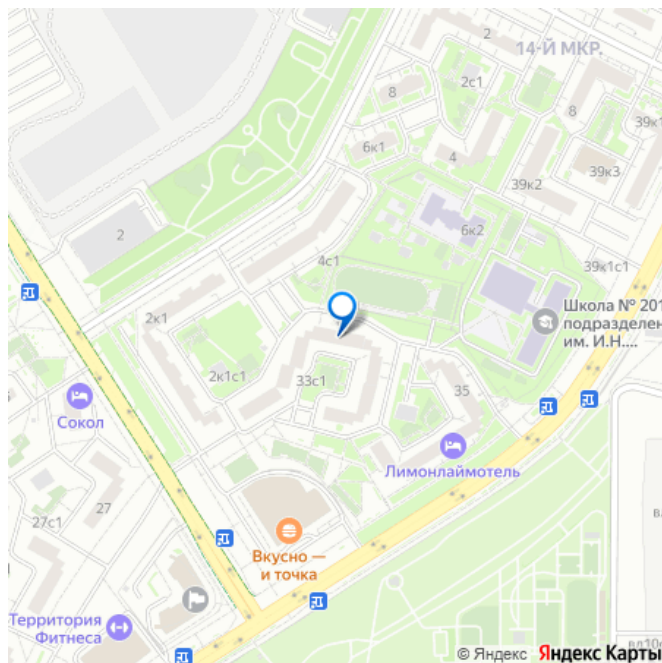 2
14-Й МКР.
2с1
8
8
39к1
6к1
4
39к3
39к2
2
6к2
4с1
39к1с1
Школа № 201
подразделен
им. И.Н....
2к1
2к1с1
33с1
35
Сокол
Лимонлаймотель
27
27с1
Вкусно —
и точка
Территория
Фитнеса
вл10
© Яндекс Яндекс Карты